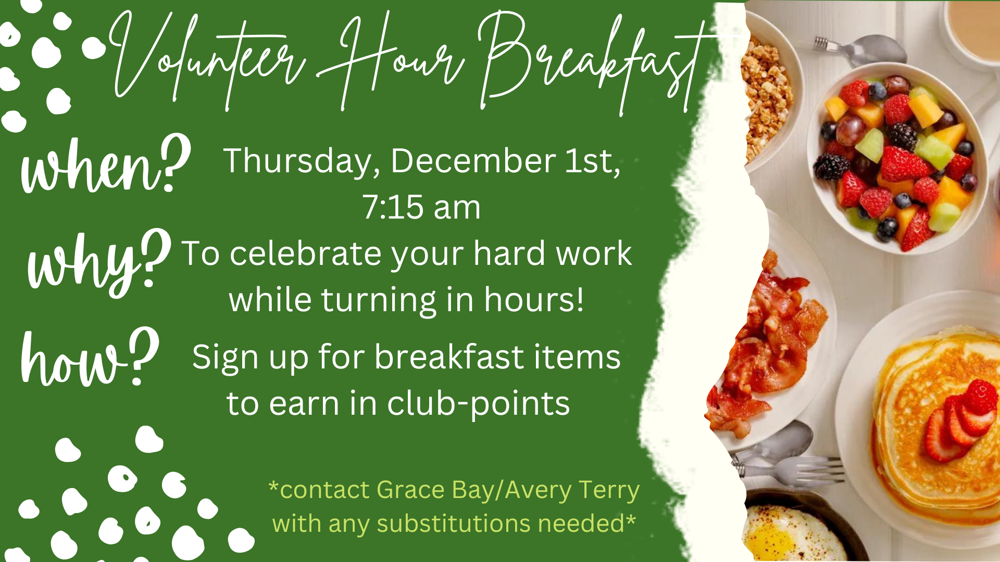 Volunteer Hour Breakfast
when?
Thursday, December 1st,
7:15 am
why?
To celebrate your hard work
while turning in hours!
how?
Sign up for breakfast items
to earn in club-points
*contact Grace Bay/Avery Terry
with any substitutions needed*